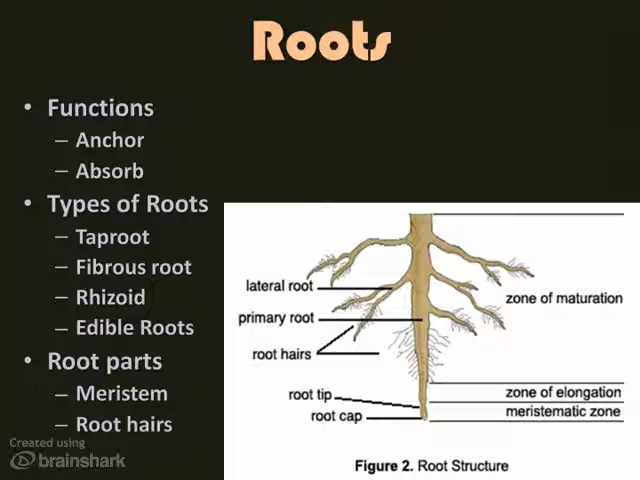 Roots
• Functions
– Anchor
– Absorb
• Types of Roots
– Taproot
– Fibrous root
– Rhizoid
– Edible Roots
• Root parts
– Meristem
– Root hairs
lateral root
primary root
root hairs
root tip
root cap
zone of maturation
zone of elongation
meristematic zone
Figure 2. Root Structure
Created using
brainshark